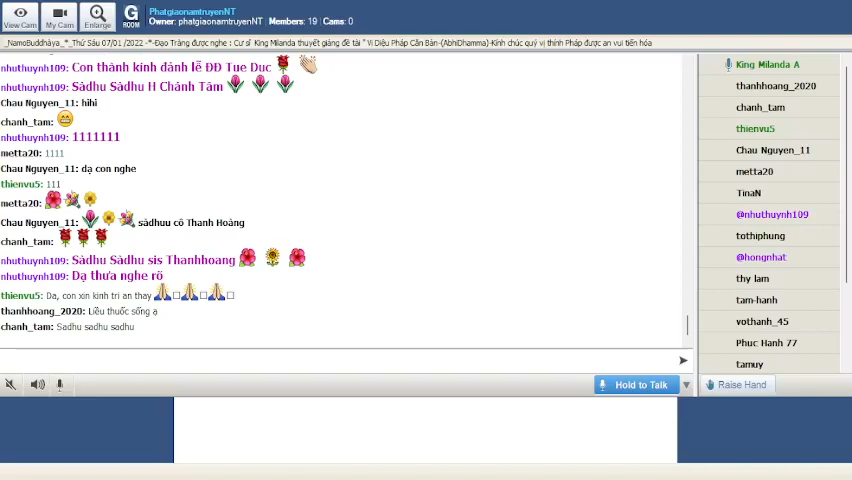 PhatgiaonamtruyenNT
Owner: phatgiaonamtruyenNT Members: 19 | Cams: 0
View Cam
My Cam
Enlarge
G
ROOM
_NamoBuddhàya_*_Thứ Sáu 07/01 /2022 -*-Đạo Tràng được nghe : Cư sĩ King Milanda thuyết giảng đề tài " Vi Diệu Pháp Căn Bản-(AbhiDhamma)-Kính chúc quý vị thính Pháp được an vui tiến hóa
nhuthuynh109: Con thành kính đảnh lễ ĐĐ Tue Duc
nhuthuynh109: Sàdhu Sàdhu H Chánh Tâm
Chau Nguyen_11: hihi
chanh_tam:
nhuthuynh109: 1111111
metta20: 1111
Chau Nguyen_11: dạ con nghe
thienvu5: 111
metta20:
Chau Nguyen_11: sàdhuu cô Thanh Hoàng
chanh_tam:
nhuthuynh109: Sàdhu Sàdhu sis Thanhhoang
nhuthuynh109: Dạ thưa nghe rõ
thienvu5: Da, con xin kinh tri an thay
thanhhoang_2020: Liều thuốc sống ạ
chanh_tam: Sadhu sadhu sadhu
King Milanda A
thanhhoang_2020
chanh_tam
thienvu5
Chau Nguyen_11
metta20
TinaN
@nhuthuynh109
tothiphung
@hongnhat
thy lam
tam-hanh
vothanh_45
Phuc Hanh 77
tamuy
Hold to Talk
Raise Hand